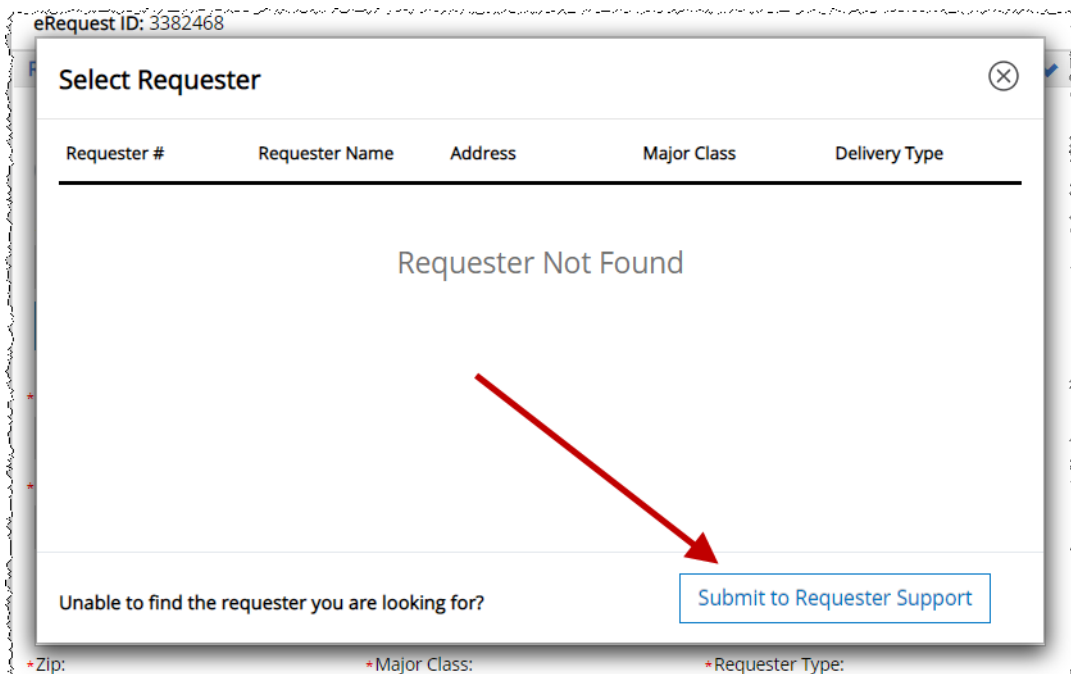 eRequest ID: 3382468
Select Requester
Requester # Requester Name Address Major Class Delivery Type
Requester Not Found
Unable to find the requester you are looking for? Submit to Requester Support
*Zip: *Major Class: *Requester Type: